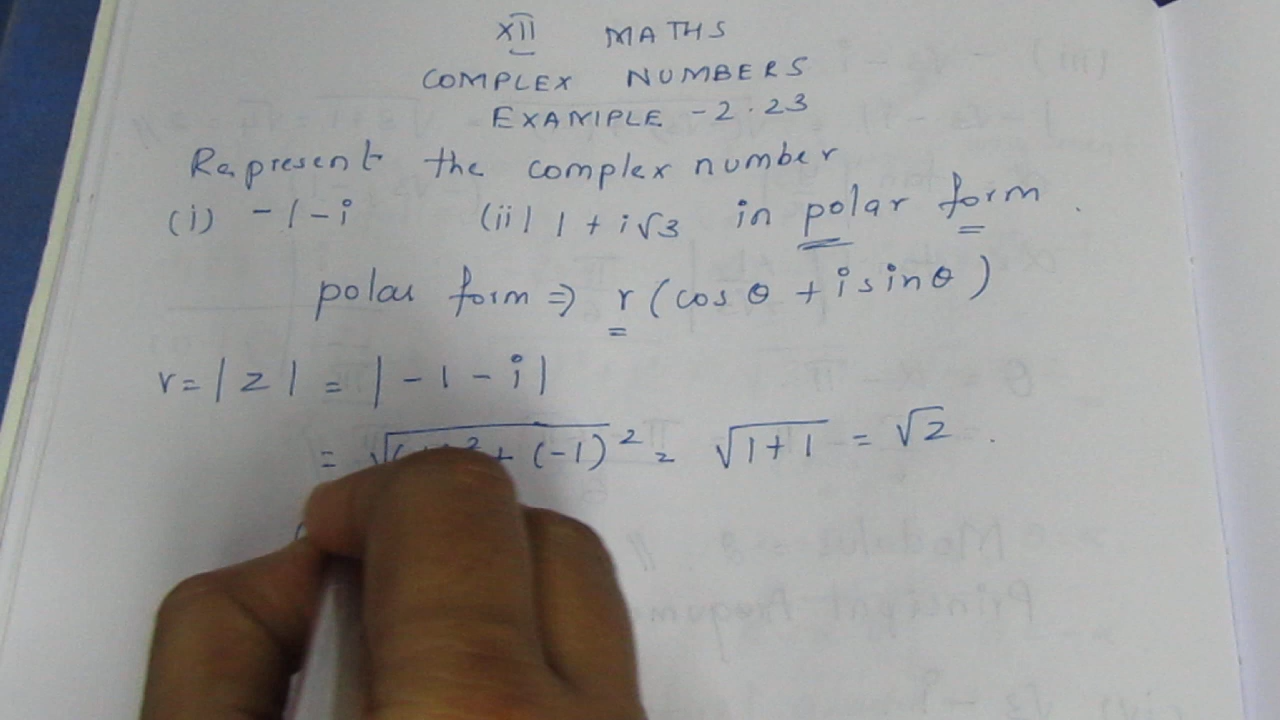 XII MATHS
COMPLEX NUMBERS
EXAMPLE - 2.23
Represent the complex number
(i) -1-i (ii) 1+i√3 in polar form.
polar form ⇒ r(cos θ + i sin θ)
r = |z| = |-1-i|
= √( )² + (-1)² = √1+1 = √2 .